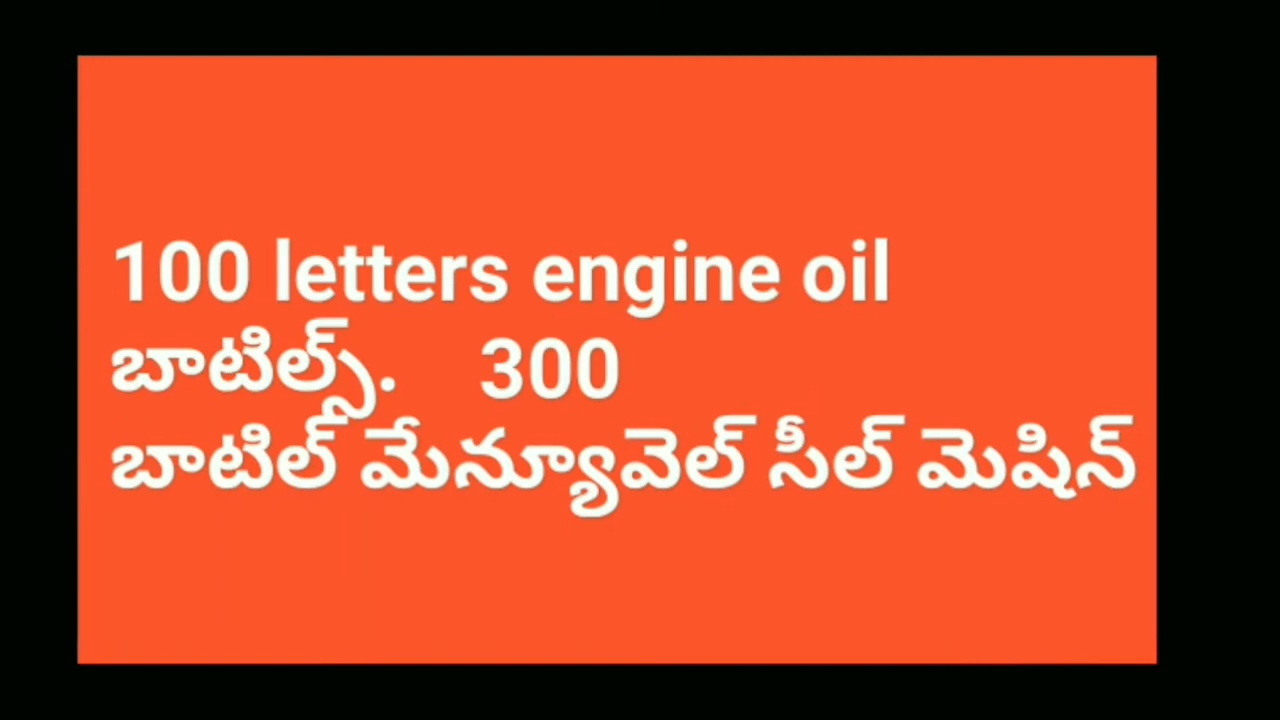 100 letters engine oil
బాటిల్స్. 300
బాటిల్ మేన్యూవెల్ సీల్ మెషిన్